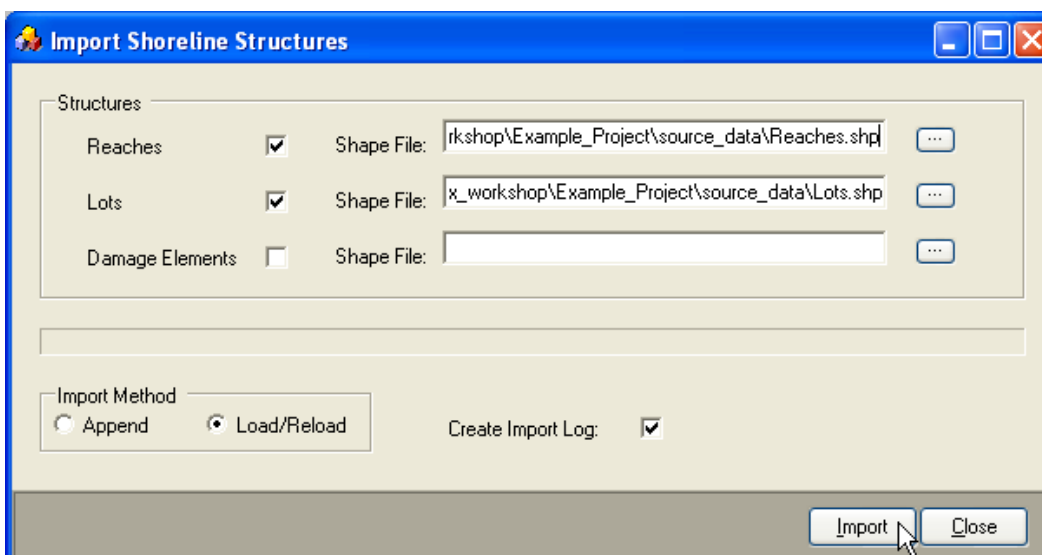 Import Shoreline Structures
Structures
Reaches Shape File: rkshop\Example_Project\source_data\Reaches.shp ...
Lots Shape File: x_workshop\Example_Project\source_data\Lots.shp ...
Damage Elements Shape File: ...
Import Method
Append Load/Reload Create Import Log:
Import Close